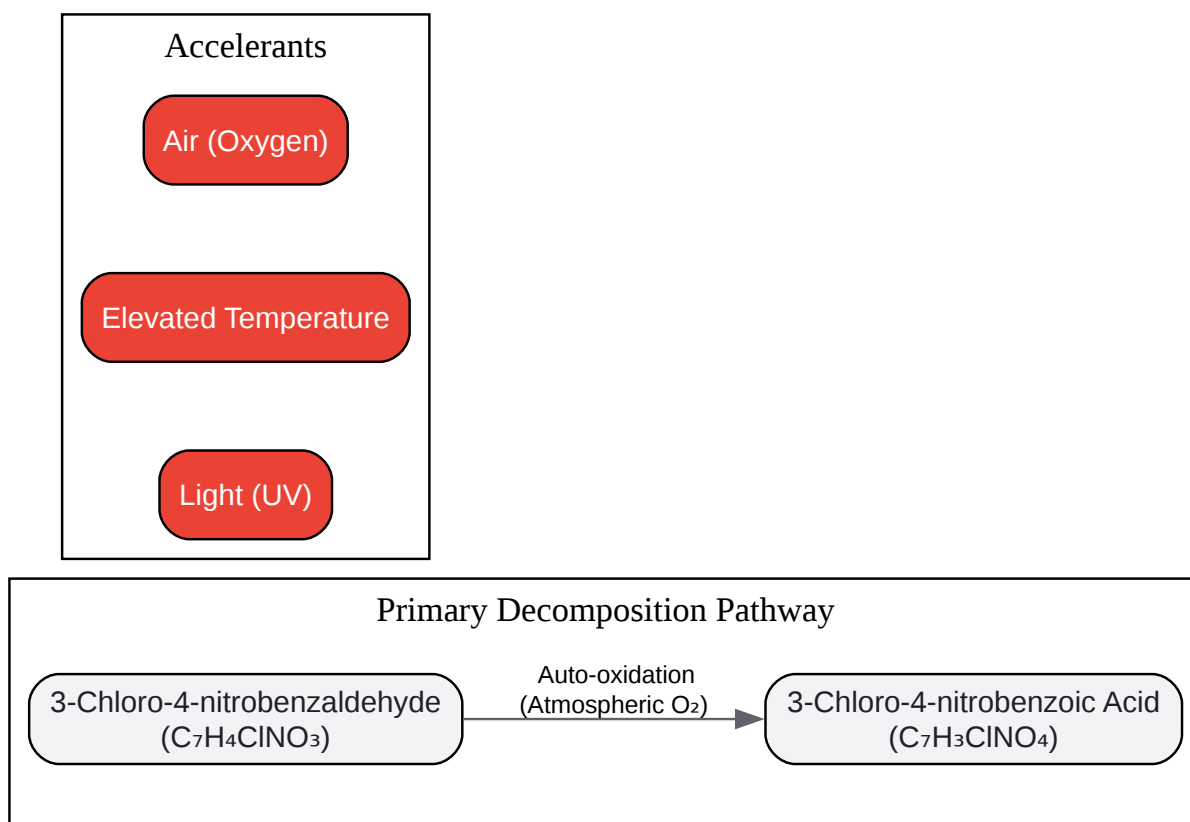 Accelerants
Air (Oxygen)
Elevated Temperature
Light (UV)
Primary Decomposition Pathway
3-Chloro-4-nitrobenzaldehyde
(C₇H₄ClNO₃)
Auto-oxidation
(Atmospheric O₂)
3-Chloro-4-nitrobenzoic Acid
(C₇H₃ClNO₄)